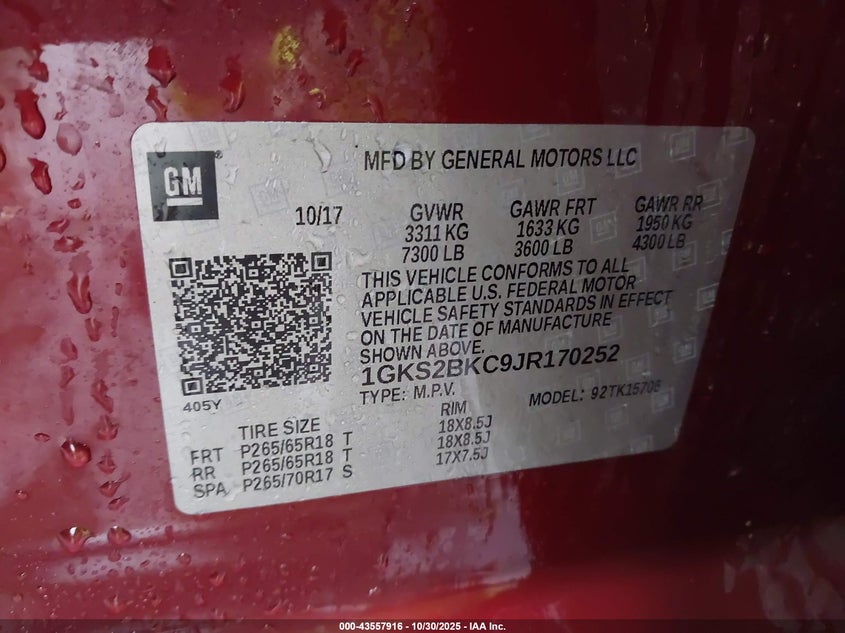 GM
MFD BY GENERAL MOTORS LLC
10/17 GVWR GAWR FRT GAWR RR
3311 KG 1633 KG 1950 KG
7300 LB 3600 LB 4300 LB
THIS VEHICLE CONFORMS TO ALL
APPLICABLE U.S. FEDERAL MOTOR
VEHICLE SAFETY STANDARDS IN EFFECT
ON THE DATE OF MANUFACTURE
SHOWN ABOVE.
1GKS2BKC9JR170252
405Y
TYPE: M.P.V. MODEL: 92TK15706
TIRE SIZE RIM
FRT P265/65R18 T 18X8.5J
RR P265/65R18 T 18X8.5J
SPA P265/70R17 S 17X7.5J
000-43557916 - 10/30/2025 - IAA Inc.